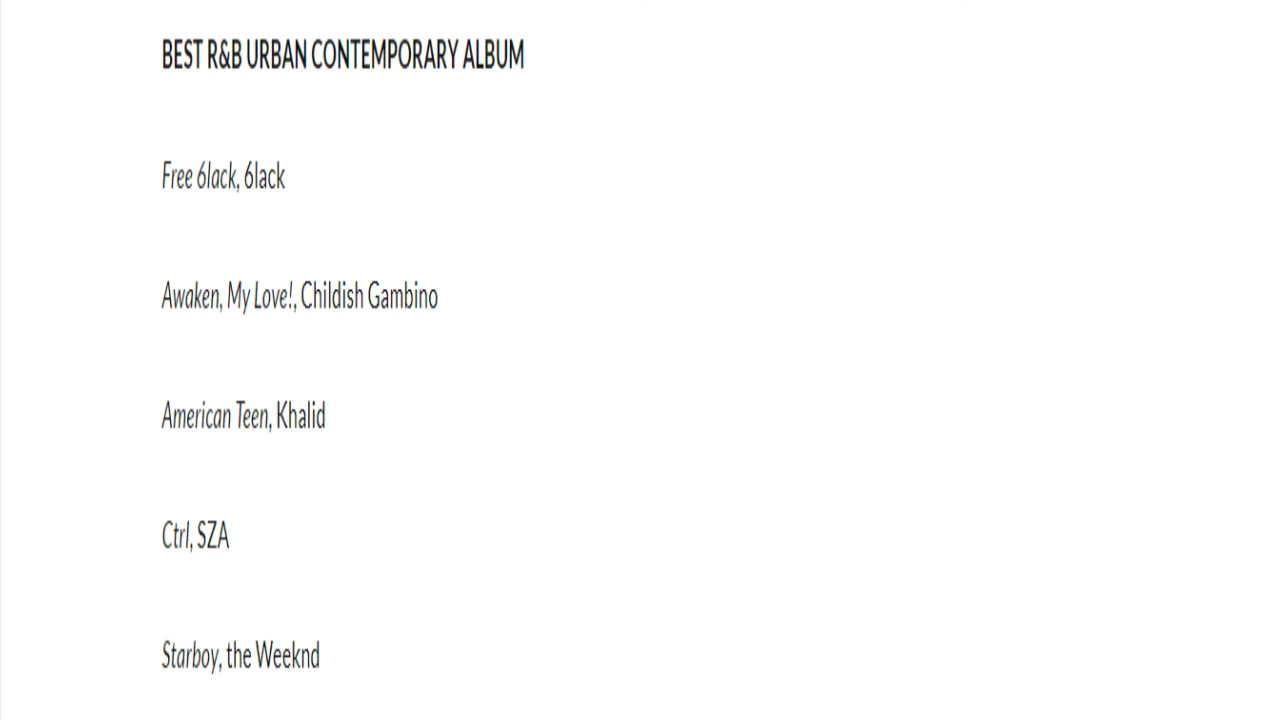 BEST R&B URBAN CONTEMPORARY ALBUM
Free 6lack, 6lack
Awaken, My Love!, Childish Gambino
American Teen, Khalid
Ctrl, SZA
Starboy, the Weeknd